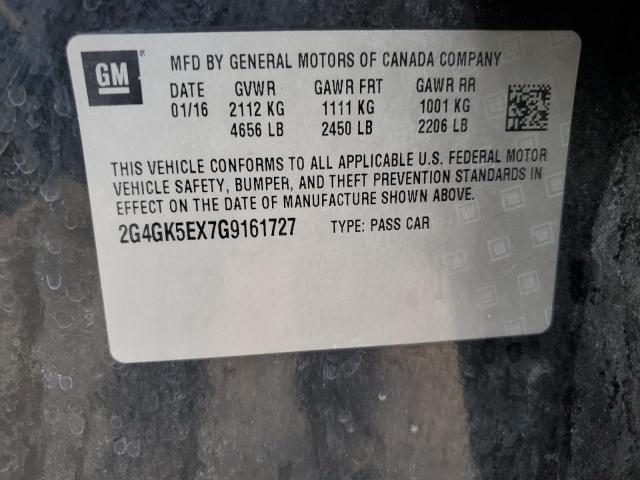 GM
MFD BY GENERAL MOTORS OF CANADA COMPANY
DATE GVWR GAWR FRT GAWR RR
01/16 2112 KG 1111 KG 1001 KG
4656 LB 2450 LB 2206 LB
THIS VEHICLE CONFORMS TO ALL APPLICABLE U.S. FEDERAL MOTOR
VEHICLE SAFETY, BUMPER, AND THEFT PREVENTION STANDARDS IN
EFFECT ON THE DATE OF MANUFACTURE SHOWN ABOVE.
2G4GK5EX7G9161727 TYPE: PASS CAR